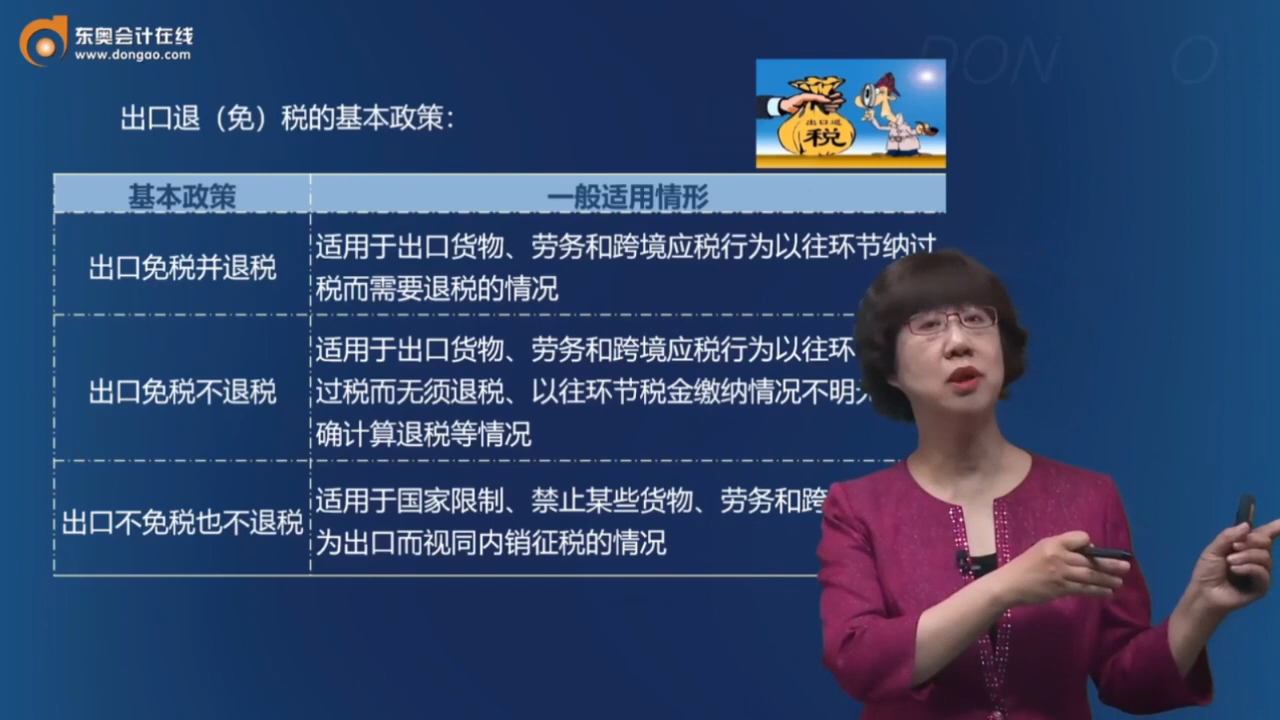 东奥会计在线
www.dongao.com
DON O
出口退（免）税的基本政策：
出口退
税
基本政策
一般适用情形
出口免税并退税
适用于出口货物、劳务和跨境应税行为以往环节纳过
税而需要退税的情况
出口免税不退税
适用于出口货物、劳务和跨境应税行为以往环
过税而无须退税、以往环节税金缴纳情况不明
确计算退税等情况
出口不免税也不退税
适用于国家限制、禁止某些货物、劳务和跨
为出口而视同内销征税的情况